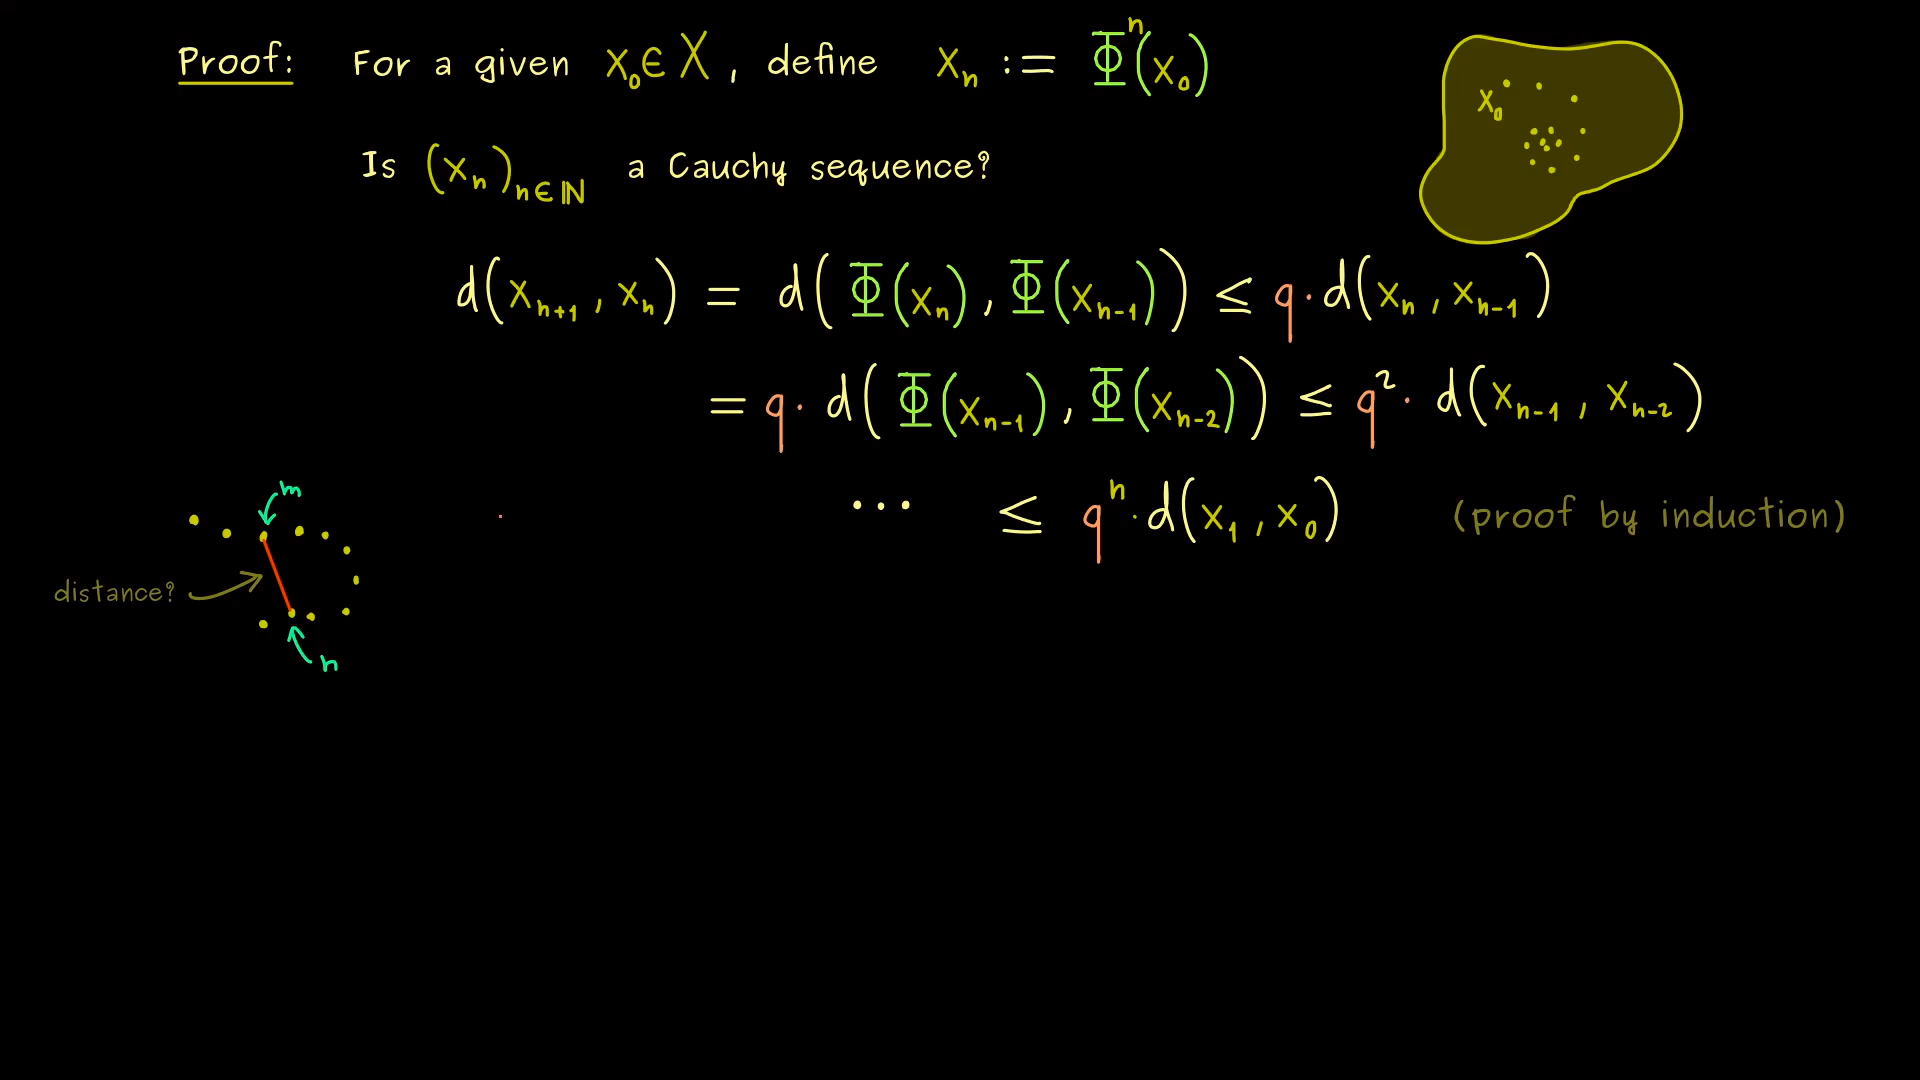 Proof: For a given x₀ ∈ X, define xₙ := Φⁿ(x₀)
x₀
Is (xₙ)ₙ∈ℕ a Cauchy sequence?
d(xₙ₊₁, xₙ) = d(Φ(xₙ), Φ(xₙ₋₁)) ≤ q · d(xₙ, xₙ₋₁)
= q · d(Φ(xₙ₋₁), Φ(xₙ₋₂)) ≤ q² · d(xₙ₋₁, xₙ₋₂)
... ≤ qⁿ · d(x₁, x₀) (proof by induction)
m
distance?
n